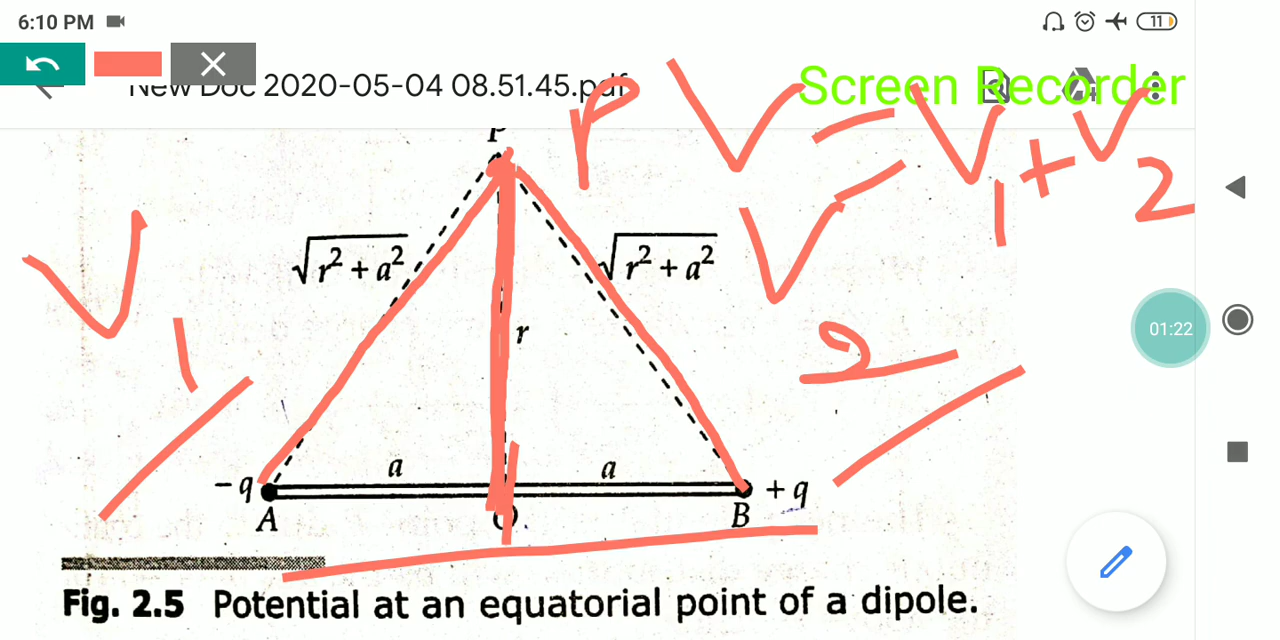 6:10 PM
11
New Doc 2020-05-04 08.51.45.pdf
Screen Recorder
P
P V = V1 + V2
V1
√r² + a²
√r² + a²
V2
r
01:22
a
a
− q
+ q
A
O
B
Fig. 2.5 Potential at an equatorial point of a dipole.